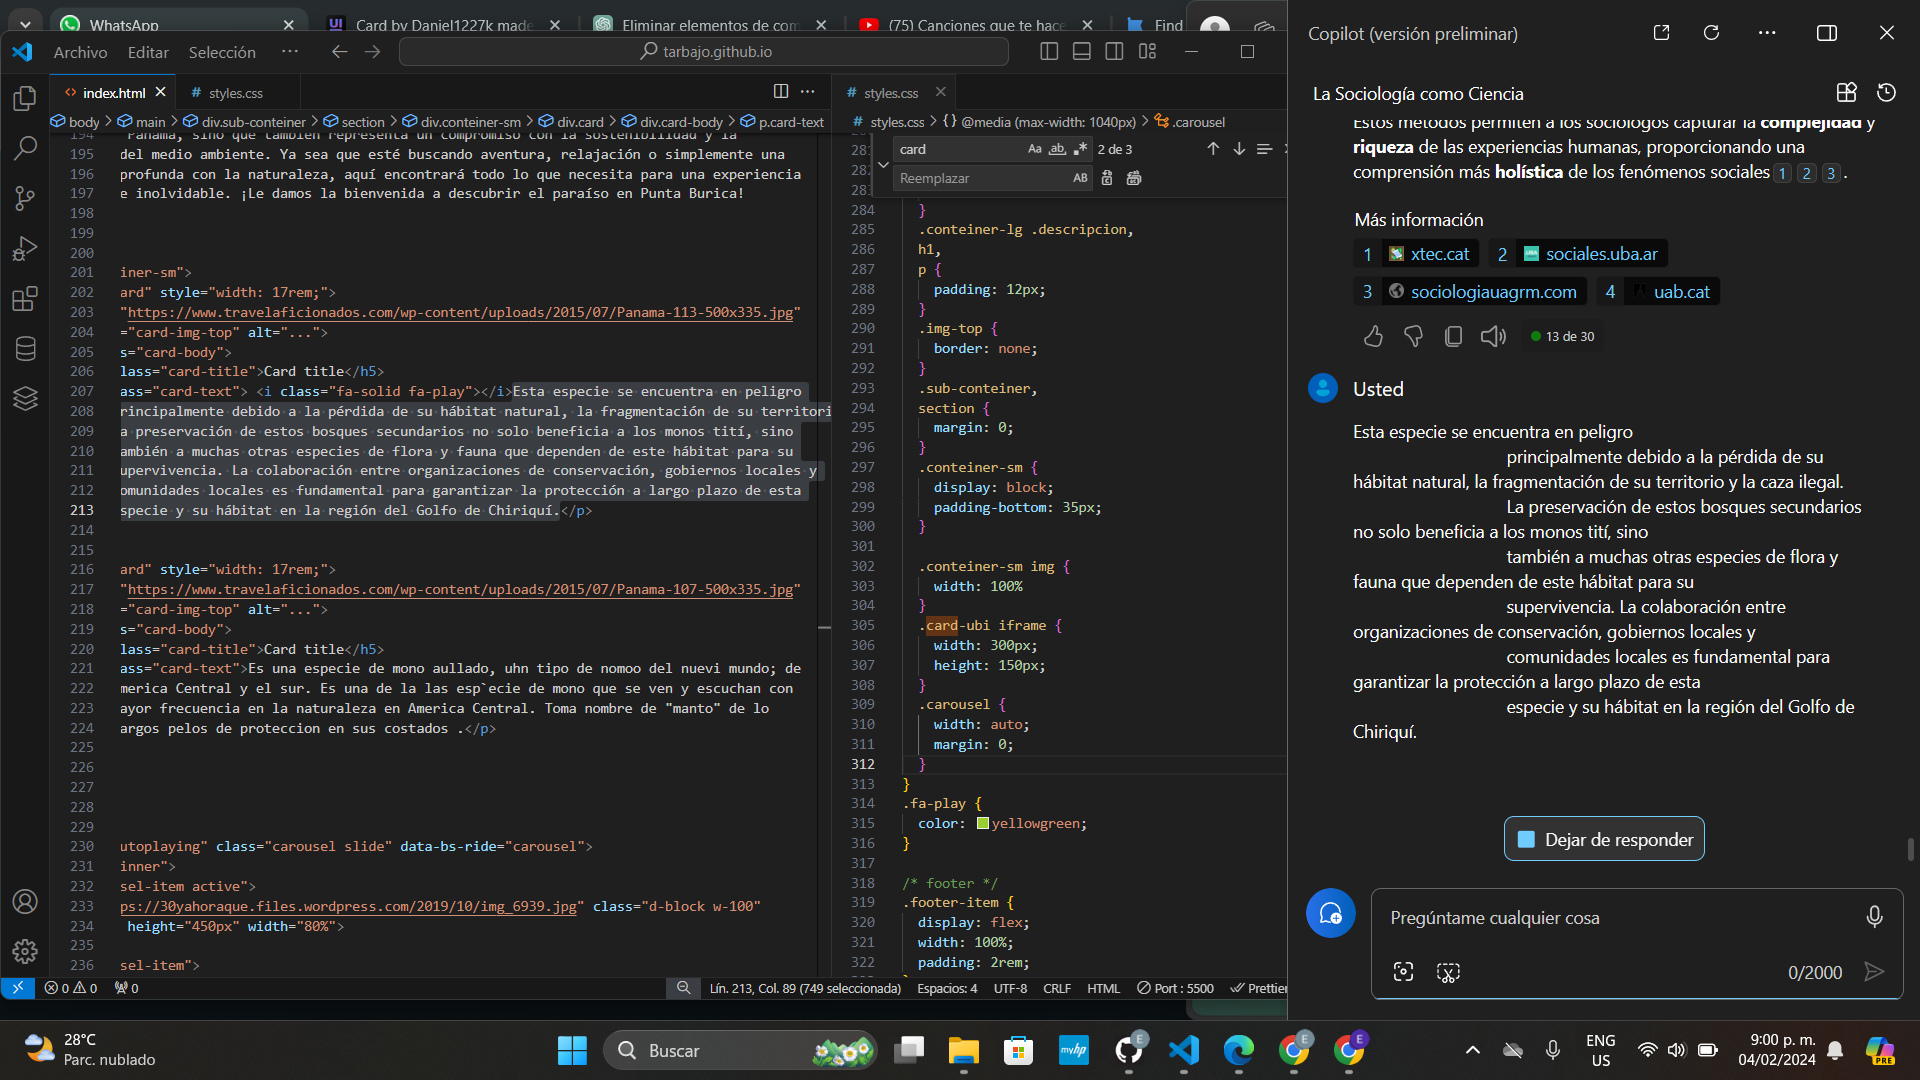 WhatsApp
Card by Daniel1227k made
Eliminar elementos de com
(75) Canciones que te hace
Find
Archivo
Editar
Selección
tarbajo.github.io
index.html
styles.css
body > main > div.sub-conteiner > section > div.conteiner-sm > div.card > div.card-body > p.card-text
194 Panamá, sino que también representa un compromiso con la sostenibilidad y la
195 del medio ambiente. Ya sea que esté buscando aventura, relajación o simplemente una
196 profunda con la naturaleza, aquí encontrará todo lo que necesita para una experiencia
197 e inolvidable. ¡Le damos la bienvenida a descubrir el paraíso en Punta Burica!
198
199
200
201 iner-sm">
202 ard" style="width: 17rem;">
203 "https://www.travelaficionados.com/wp-content/uploads/2015/07/Panama-113-500x335.jpg"
204 ="card-img-top" alt="...">
205 s="card-body">
206 lass="card-title">Card title</h5>
207 ass="card-text"> <i class="fa-solid fa-play"></i>Esta especie se encuentra en peligro
208 rincipalmente debido a la pérdida de su hábitat natural, la fragmentación de su territori
209 a preservación de estos bosques secundarios no solo beneficia a los monos tití, sino
210 ambién a muchas otras especies de flora y fauna que dependen de este hábitat para su
211 upervivencia. La colaboración entre organizaciones de conservación, gobiernos locales y
212 omunidades locales es fundamental para garantizar la protección a largo plazo de esta
213 specie y su hábitat en la región del Golfo de Chiriquí.</p>
214
215
216 ard" style="width: 17rem;">
217 "https://www.travelaficionados.com/wp-content/uploads/2015/07/Panama-107-500x335.jpg"
218 ="card-img-top" alt="...">
219 s="card-body">
220 lass="card-title">Card title</h5>
221 ass="card-text">Es una especie de mono aullado, uhn tipo de nomoo del nuevi mundo; de
222 merica Central y el sur. Es una de la las esp`ecie de mono que se ven y escuchan con
223 ayor frecuencia en la naturaleza en America Central. Toma nombre de "manto" de lo
224 argos pelos de proteccion en sus costados .</p>
225
226
227
228
229
230 utoplaying" class="carousel slide" data-bs-ride="carousel">
231 inner">
232 sel-item active">
233 ps://30yahoraque.files.wordpress.com/2019/10/img_6939.jpg" class="d-block w-100"
234 height="450px" width="80%">
235
236 sel-item">
styles.css
styles.css > {} @media (max-width: 1040px) > .carousel
card
Aa ab
2 de 3
Reemplazar
AB
281
282
283
284 }
285 .conteiner-lg .descripcion,
286 h1,
287 p {
288 padding: 12px;
289 }
290 .img-top {
291 border: none;
292 }
293 .sub-conteiner,
294 section {
295 margin: 0;
296 }
297 .conteiner-sm {
298 display: block;
299 padding-bottom: 35px;
300 }
301
302 .conteiner-sm img {
303 width: 100%
304 }
305 .card-ubi iframe {
306 width: 300px;
307 height: 150px;
308 }
309 .carousel {
310 width: auto;
311 margin: 0;
312 }
313 }
314 .fa-play {
315 color: yellowgreen;
316 }
317
318 /* footer */
319 .footer-item {
320 display: flex;
321 width: 100%;
322 padding: 2rem;
0 0 0
Lín. 213, Col. 89 (749 seleccionada)
Espacios: 4
UTF-8
CRLF
HTML
Port : 5500
Prettier
Copilot (versión preliminar)
La Sociología como Ciencia
Estos métodos permiten a los sociólogos capturar la complejidad y
riqueza de las experiencias humanas, proporcionando una
comprensión más holística de los fenómenos sociales 1 2 3 .
Más información
1 xtec.cat
2 sociales.uba.ar
3 sociologiauagrm.com
4 uab.cat
13 de 30
Usted
Esta especie se encuentra en peligro
principalmente debido a la pérdida de su
hábitat natural, la fragmentación de su territorio y la caza ilegal.
La preservación de estos bosques secundarios
no solo beneficia a los monos tití, sino
también a muchas otras especies de flora y
fauna que dependen de este hábitat para su
supervivencia. La colaboración entre
organizaciones de conservación, gobiernos locales y
comunidades locales es fundamental para
garantizar la protección a largo plazo de esta
especie y su hábitat en la región del Golfo de
Chiriquí.
Dejar de responder
Pregúntame cualquier cosa
0/2000
28°C
Parc. nublado
Buscar
myhp
E
E
E
ENG
US
9:00 p. m.
04/02/2024
PRE